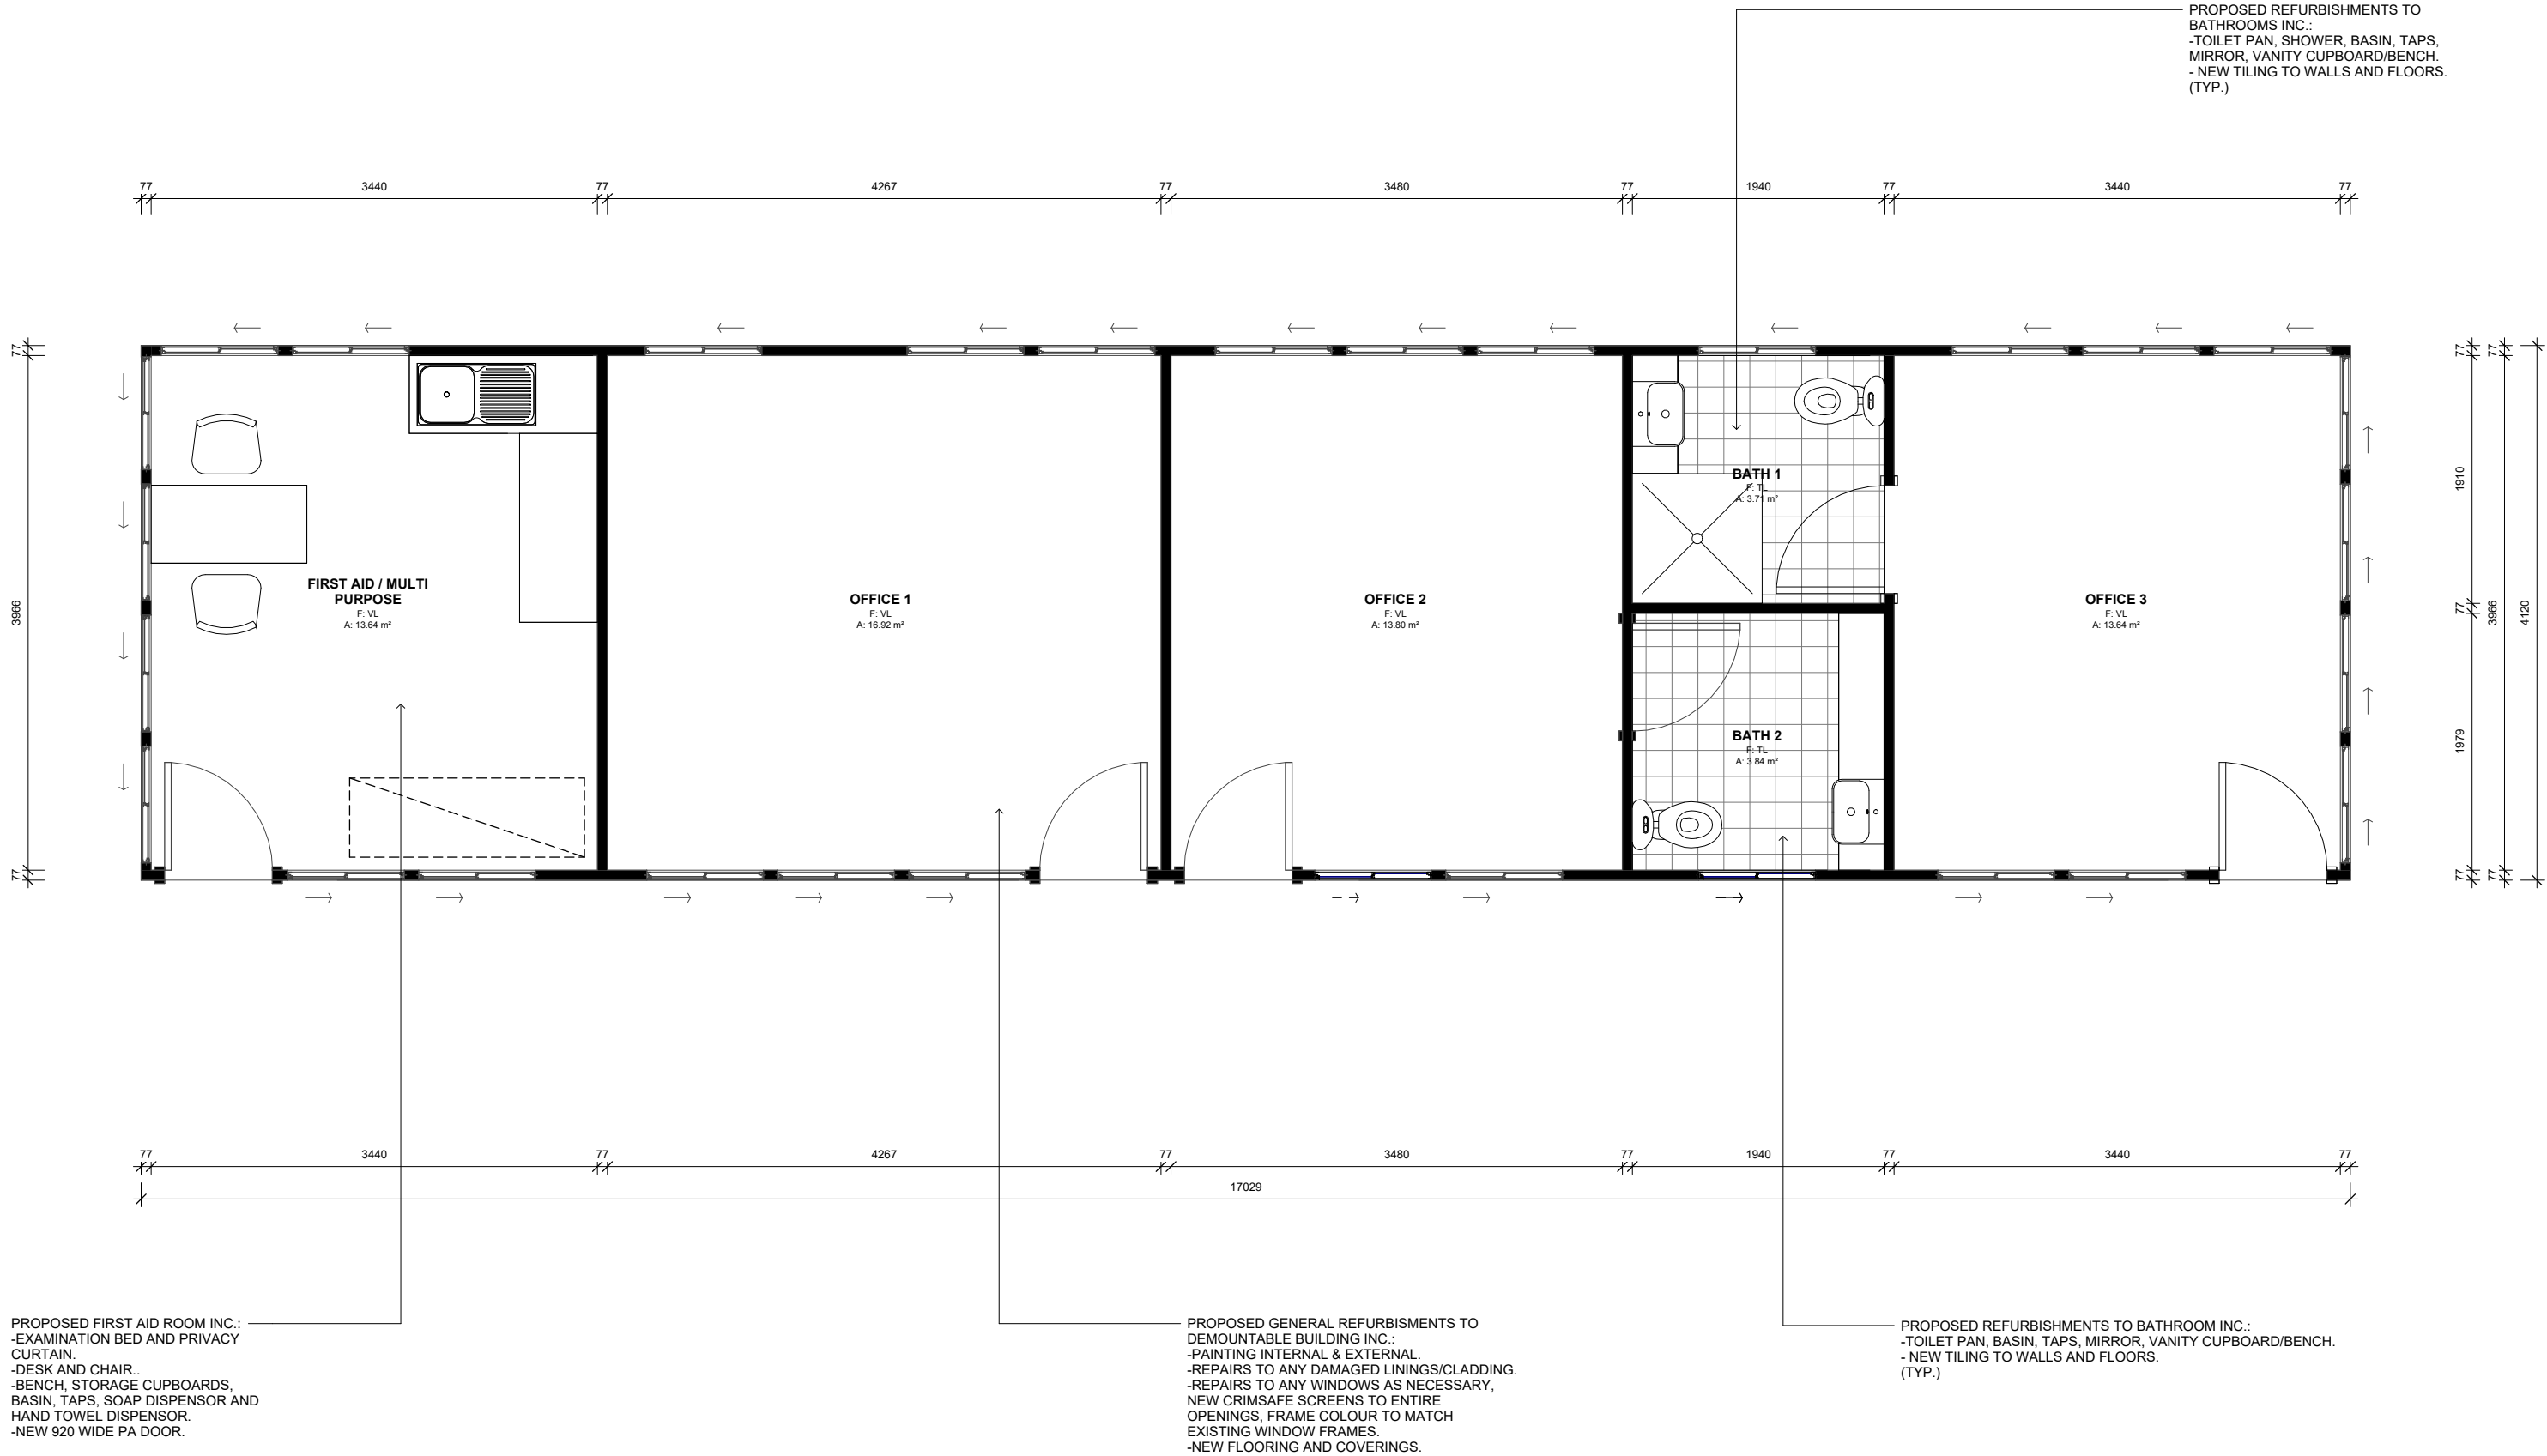 PROPOSED REFURBISHMENTS TO
BATHROOMS INC.:
-TOILET PAN, SHOWER, BASIN, TAPS,
MIRROR, VANITY CUPBOARD/BENCH.
- NEW TILING TO WALLS AND FLOORS.
(TYP.)
77 3440 77 4267 77 3480 77 1940 77 3440 77
77
3966
77
FIRST AID / MULTI
PURPOSE
F: VL
A: 13.64 m²
OFFICE 1
F: VL
A: 16.92 m²
OFFICE 2
F: VL
A: 13.80 m²
BATH 1
F: TL
A: 3.71 m²
BATH 2
F: TL
A: 3.84 m²
OFFICE 3
F: VL
A: 13.64 m²
77
1910
77
1979
77
77
3966
77
4120
77 3440 77 4267 77 3480 77 1940 77 3440 77
17029
PROPOSED FIRST AID ROOM INC.:
-EXAMINATION BED AND PRIVACY
CURTAIN.
-DESK AND CHAIR..
-BENCH, STORAGE CUPBOARDS,
BASIN, TAPS, SOAP DISPENSOR AND
HAND TOWEL DISPENSOR.
-NEW 920 WIDE PA DOOR.
PROPOSED GENERAL REFURBISMENTS TO
DEMOUNTABLE BUILDING INC.:
-PAINTING INTERNAL & EXTERNAL.
-REPAIRS TO ANY DAMAGED LININGS/CLADDING.
-REPAIRS TO ANY WINDOWS AS NECESSARY,
NEW CRIMSAFE SCREENS TO ENTIRE
OPENINGS, FRAME COLOUR TO MATCH
EXISTING WINDOW FRAMES.
-NEW FLOORING AND COVERINGS.
PROPOSED REFURBISHMENTS TO BATHROOM INC.:
-TOILET PAN, BASIN, TAPS, MIRROR, VANITY CUPBOARD/BENCH.
- NEW TILING TO WALLS AND FLOORS.
(TYP.)